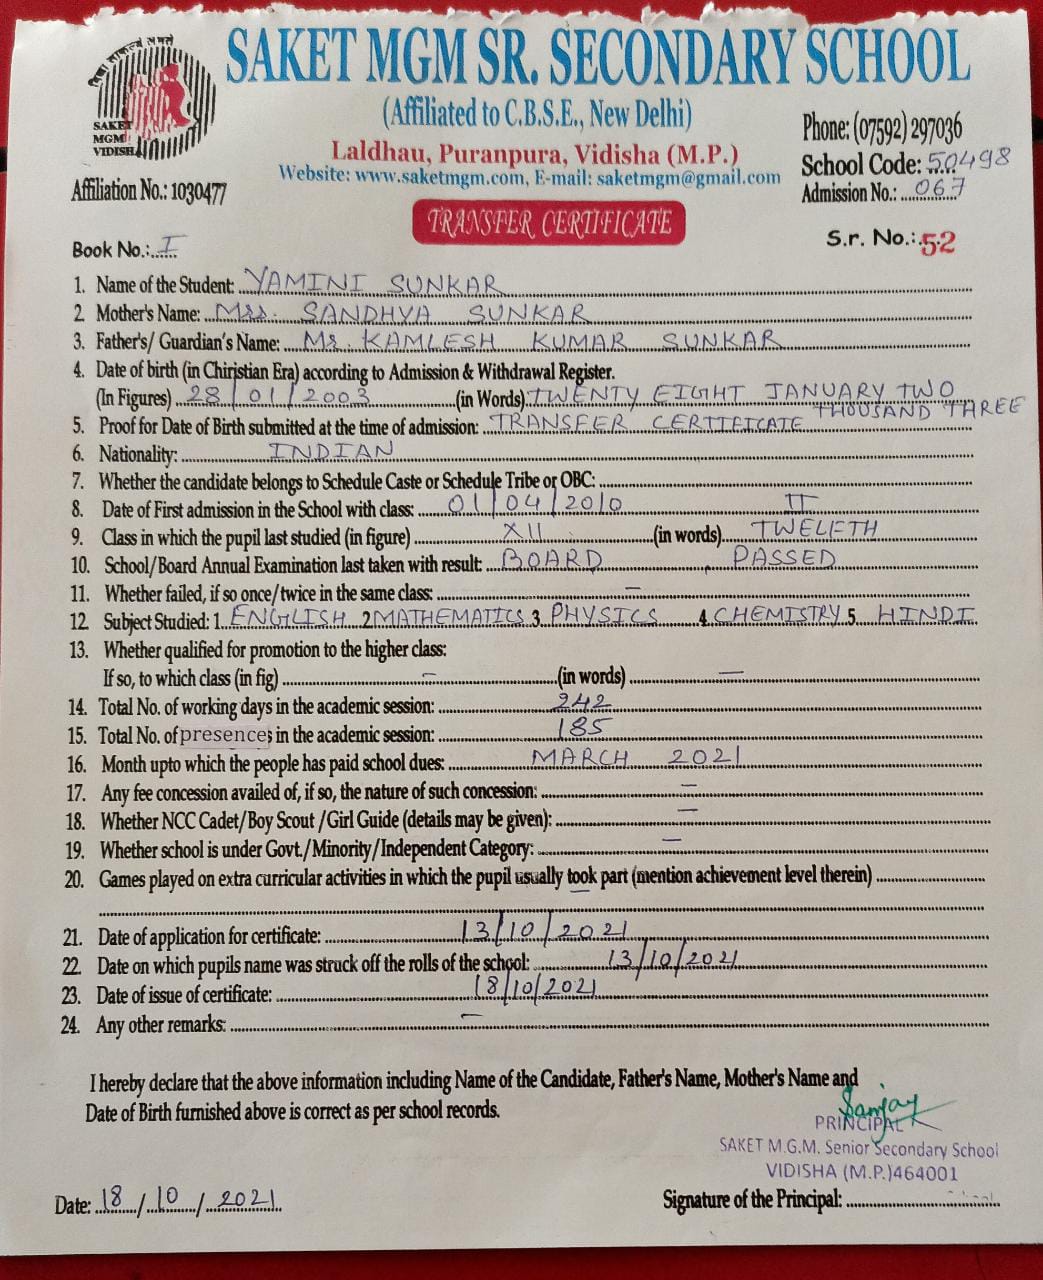 SAKET MGM SR. SECONDARY SCHOOL
(Affiliated to C.B.S.E., New Delhi)
SAKET
MGM
VIDISHA
Laldhau, Puranpura, Vidisha (M.P.)
Website: www.saketmgm.com, E-mail: saketmgm@gmail.com
Phone: (07592) 297036
School Code: 50498
Affiliation No.: 1030477
Admission No.: 067
TRANSFER CERTIFICATE
Book No.: I
S.r. No.: 52
1. Name of the Student: YAMINI SUNKAR
2. Mother's Name: Mrs. SANDHYA SUNKAR
3. Father's/ Guardian's Name: Mr. KAMLESH KUMAR SUNKAR
4. Date of birth (in Chiristian Era) according to Admission & Withdrawal Register.
(In Figures) 28/01/2003 (in Words) TWENTY EIGHT JANUARY TWO THOUSAND THREE
5. Proof for Date of Birth submitted at the time of admission: TRANSFER CERTIFICATE
6. Nationality: INDIAN
7. Whether the candidate belongs to Schedule Caste or Schedule Tribe or OBC:
8. Date of First admission in the School with class: 01/04/2010 II
9. Class in which the pupil last studied (in figure) XII (in words) TWELFTH
10. School/Board Annual Examination last taken with result: BOARD, PASSED
11. Whether failed, if so once/twice in the same class: –
12. Subject Studied: 1. ENGLISH 2 MATHEMATICS 3. PHYSICS 4. CHEMISTRY 5. HINDI
13. Whether qualified for promotion to the higher class:
If so, to which class (in fig) – (in words) –
14. Total No. of working days in the academic session: 242
15. Total No. of presences in the academic session: 185
16. Month upto which the people has paid school dues: MARCH 2021
17. Any fee concession availed of, if so, the nature of such concession: –
18. Whether NCC Cadet/Boy Scout /Girl Guide (details may be given): –
19. Whether school is under Govt./Minority/Independent Category: –
20. Games played on extra curricular activities in which the pupil usually took part (mention achievement level therein)
–
21. Date of application for certificate: 13/10/2021
22. Date on which pupils name was struck off the rolls of the school: 13/10/2021
23. Date of issue of certificate: 18/10/2021
24. Any other remarks: –
I hereby declare that the above information including Name of the Candidate, Father's Name, Mother's Name and
Date of Birth furnished above is correct as per school records.
Sanjay
PRINCIPAL
SAKET M.G.M. Senior Secondary School
VIDISHA (M.P.)464001
Date: 18/10/2021
Signature of the Principal: